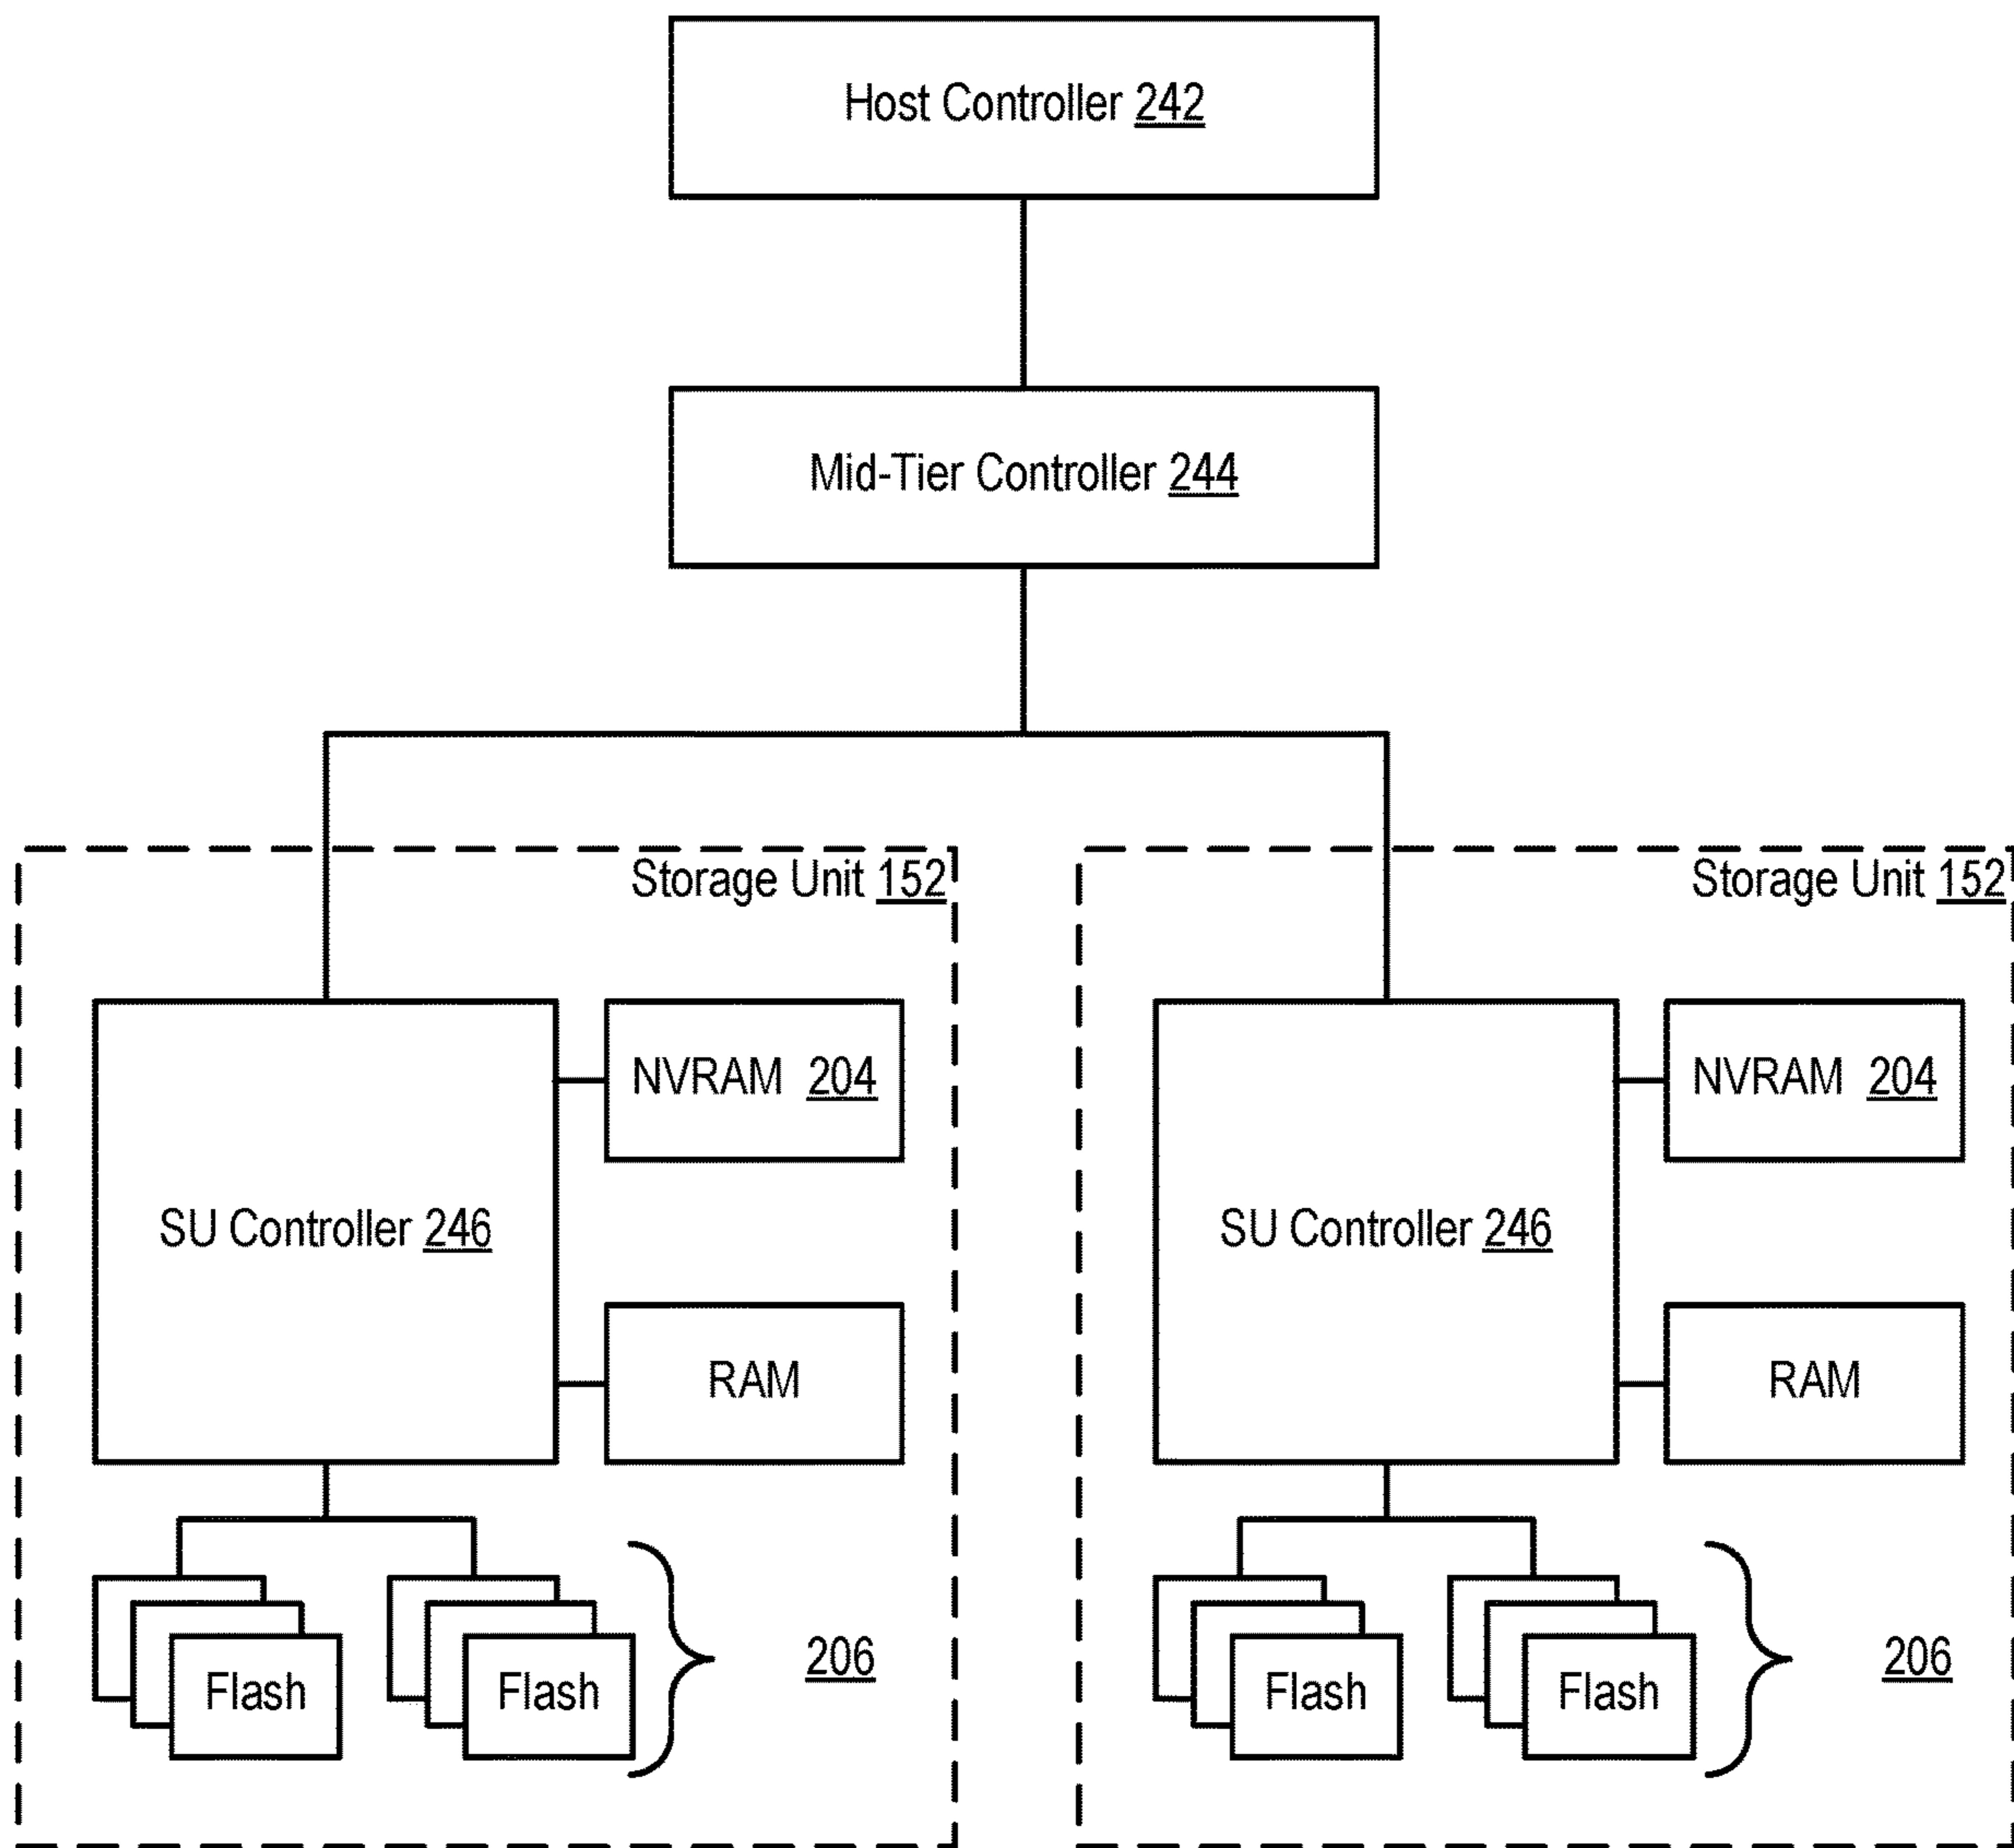 Host Controller 242
Mid-Tier Controller 244
Storage Unit 152
NVRAM 204
SU Controller 246
RAM
Flash
Flash
206
Storage Unit 152
NVRAM 204
SU Controller 246
RAM
Flash
Flash
206